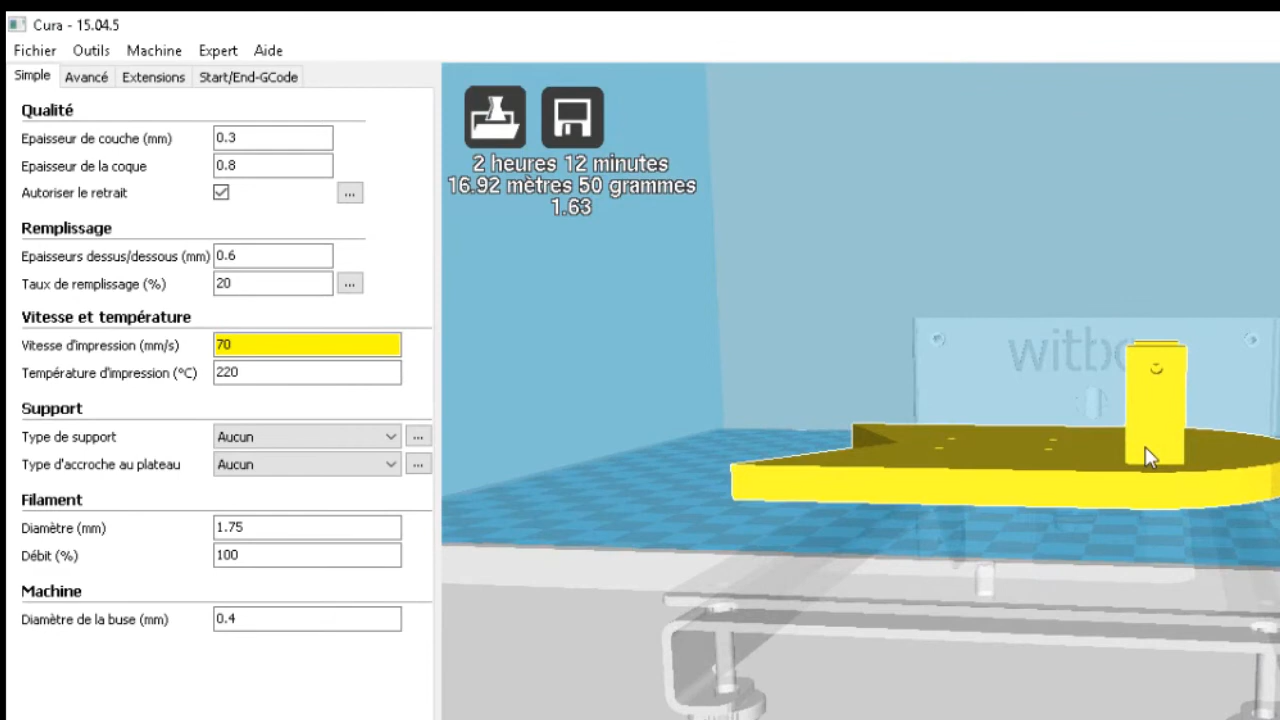 Cura - 15.04.5
Fichier Outils Machine Expert Aide
Simple Avancé Extensions Start/End-GCode
Qualité
Epaisseur de couche (mm) 0.3
Epaisseur de la coque 0.8
Autoriser le retrait ...
Remplissage
Epaisseurs dessus/dessous (mm) 0.6
Taux de remplissage (%) 20 ...
Vitesse et température
Vitesse d'impression (mm/s) 70
Température d'impression (°C) 220
Support
Type de support Aucun ...
Type d'accroche au plateau Aucun ...
Filament
Diamètre (mm) 1.75
Débit (%) 100
Machine
Diamètre de la buse (mm) 0.4
2 heures 12 minutes
16.92 mètres 50 grammes
1.63